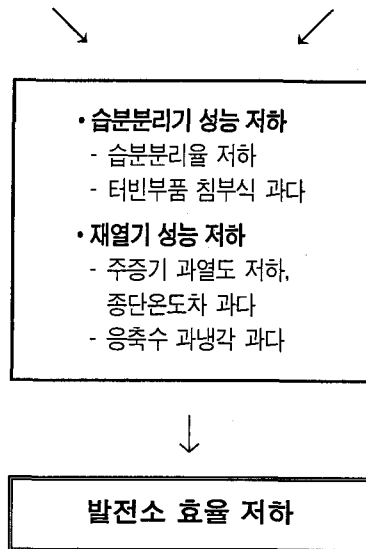 • 습분분리기 성능 저하
- 습분분리율 저하
- 터빈부품 침부식 과다
• 재열기 성능 저하
- 주증기 과열도 저하,
종단온도차 과다
- 응축수 과냉각 과다
발전소 효율 저하